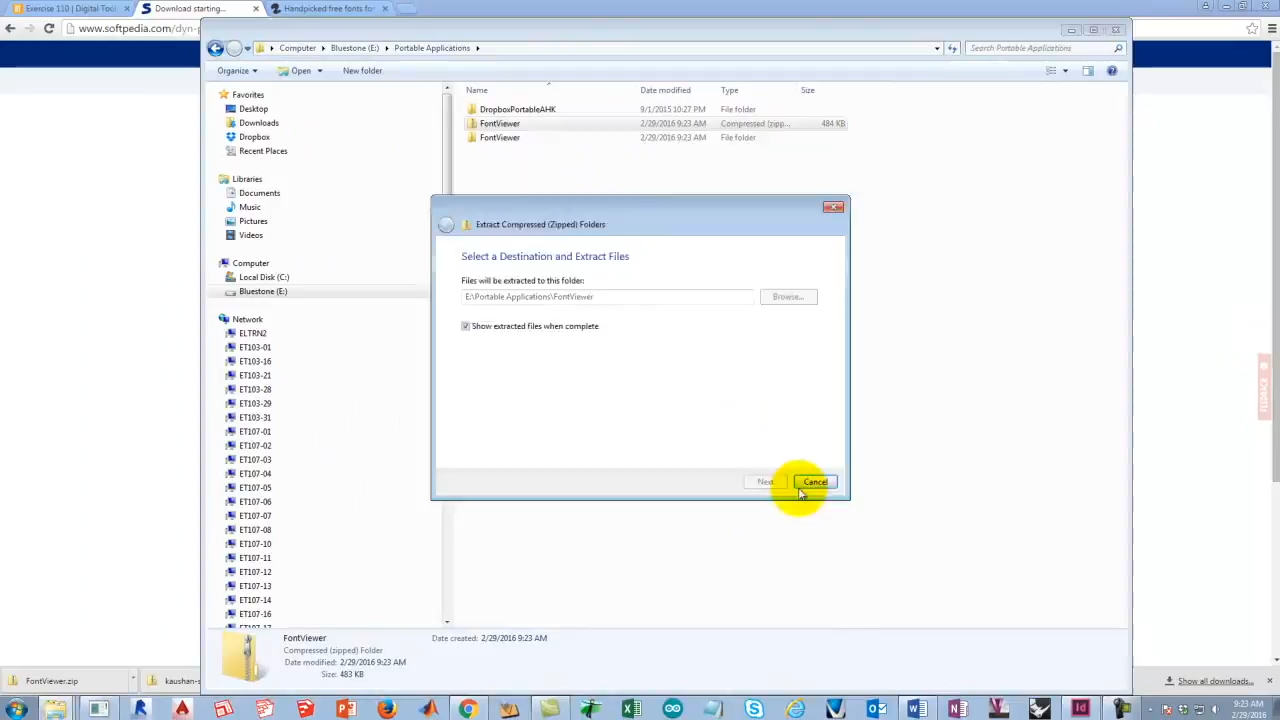 Exercise 110 | Digital Tool
Download starting...
Handpicked free fonts for
www.softpedia.com/dyn-p
Computer
Bluestone (E:)
Portable Applications
Search Portable Applications
Organize
Open
New folder
Name
Date modified
Type
Size
Favorites
Desktop
Downloads
Dropbox
Recent Places
Libraries
Documents
Music
Pictures
Videos
Computer
Local Disk (C:)
Bluestone (E:)
Network
ELTRN2
ET103-01
ET103-16
ET103-21
ET103-28
ET103-29
ET103-31
ET107-01
ET107-02
ET107-03
ET107-04
ET107-05
ET107-06
ET107-07
ET107-08
ET107-10
ET107-11
ET107-12
ET107-13
ET107-14
ET107-16
ET107-17
DropboxPortableAHK 9/1/2015 10:27 PM File folder
FontViewer 2/29/2016 9:23 AM Compressed (zipp... 484 KB
FontViewer 2/29/2016 9:23 AM File folder
Extract Compressed (Zipped) Folders
Select a Destination and Extract Files
Files will be extracted to this folder:
E:\Portable Applications\FontViewer
Browse...
Show extracted files when complete
Next
Cancel
FEEDBACK
FontViewer
Compressed (zipped) Folder
Date modified: 2/29/2016 9:23 AM
Size: 483 KB
Date created: 2/29/2016 9:23 AM
FontViewer.zip
kaushan-s
Show all downloads...
9:23 AM
2/29/2016